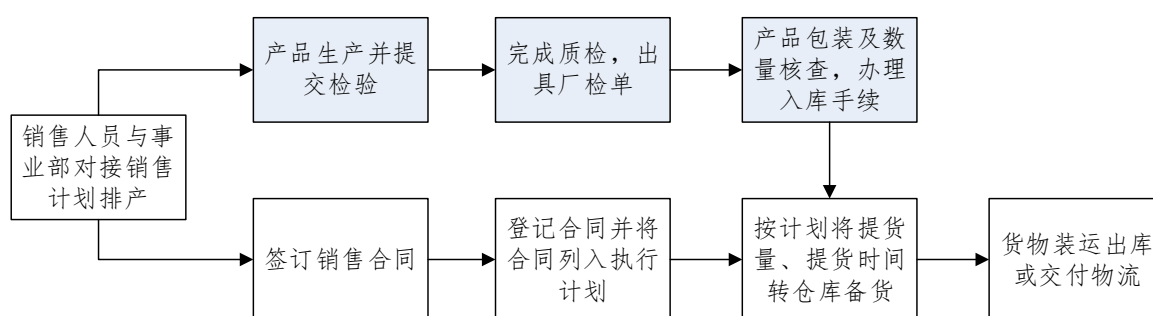 销售人员与事
业部对接销售
计划排产
产品生产并提
交检验
完成质检，出
具厂检单
产品包装及数
量核查，办理
入库手续
签订销售合同
登记合同并将
合同列入执行
计划
按计划将提货
量、提货时间
转仓库备货
货物装运出库
或交付物流